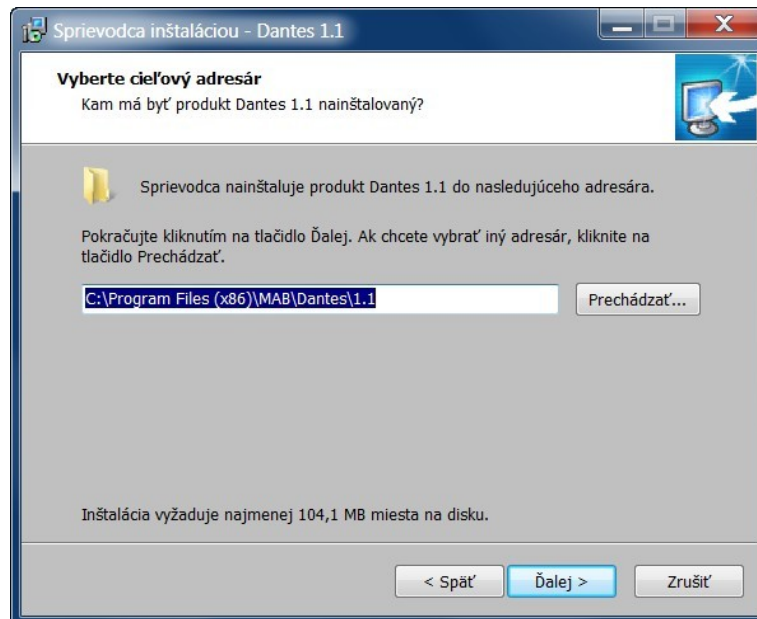 Sprievodca inštaláciou - Dantes 1.1
Vyberte cieľový adresár
Kam má byť produkt Dantes 1.1 nainštalovaný?
Sprievodca nainštaluje produkt Dantes 1.1 do nasledujúceho adresára.
Pokračujte kliknutím na tlačidlo Ďalej. Ak chcete vybrať iný adresár, kliknite na
tlačidlo Prechádzať.
C:\Program Files (x86)\MAB\Dantes\1.1
Prechádzať...
Inštalácia vyžaduje najmenej 104,1 MB miesta na disku.
< Späť
Ďalej >
Zrušiť